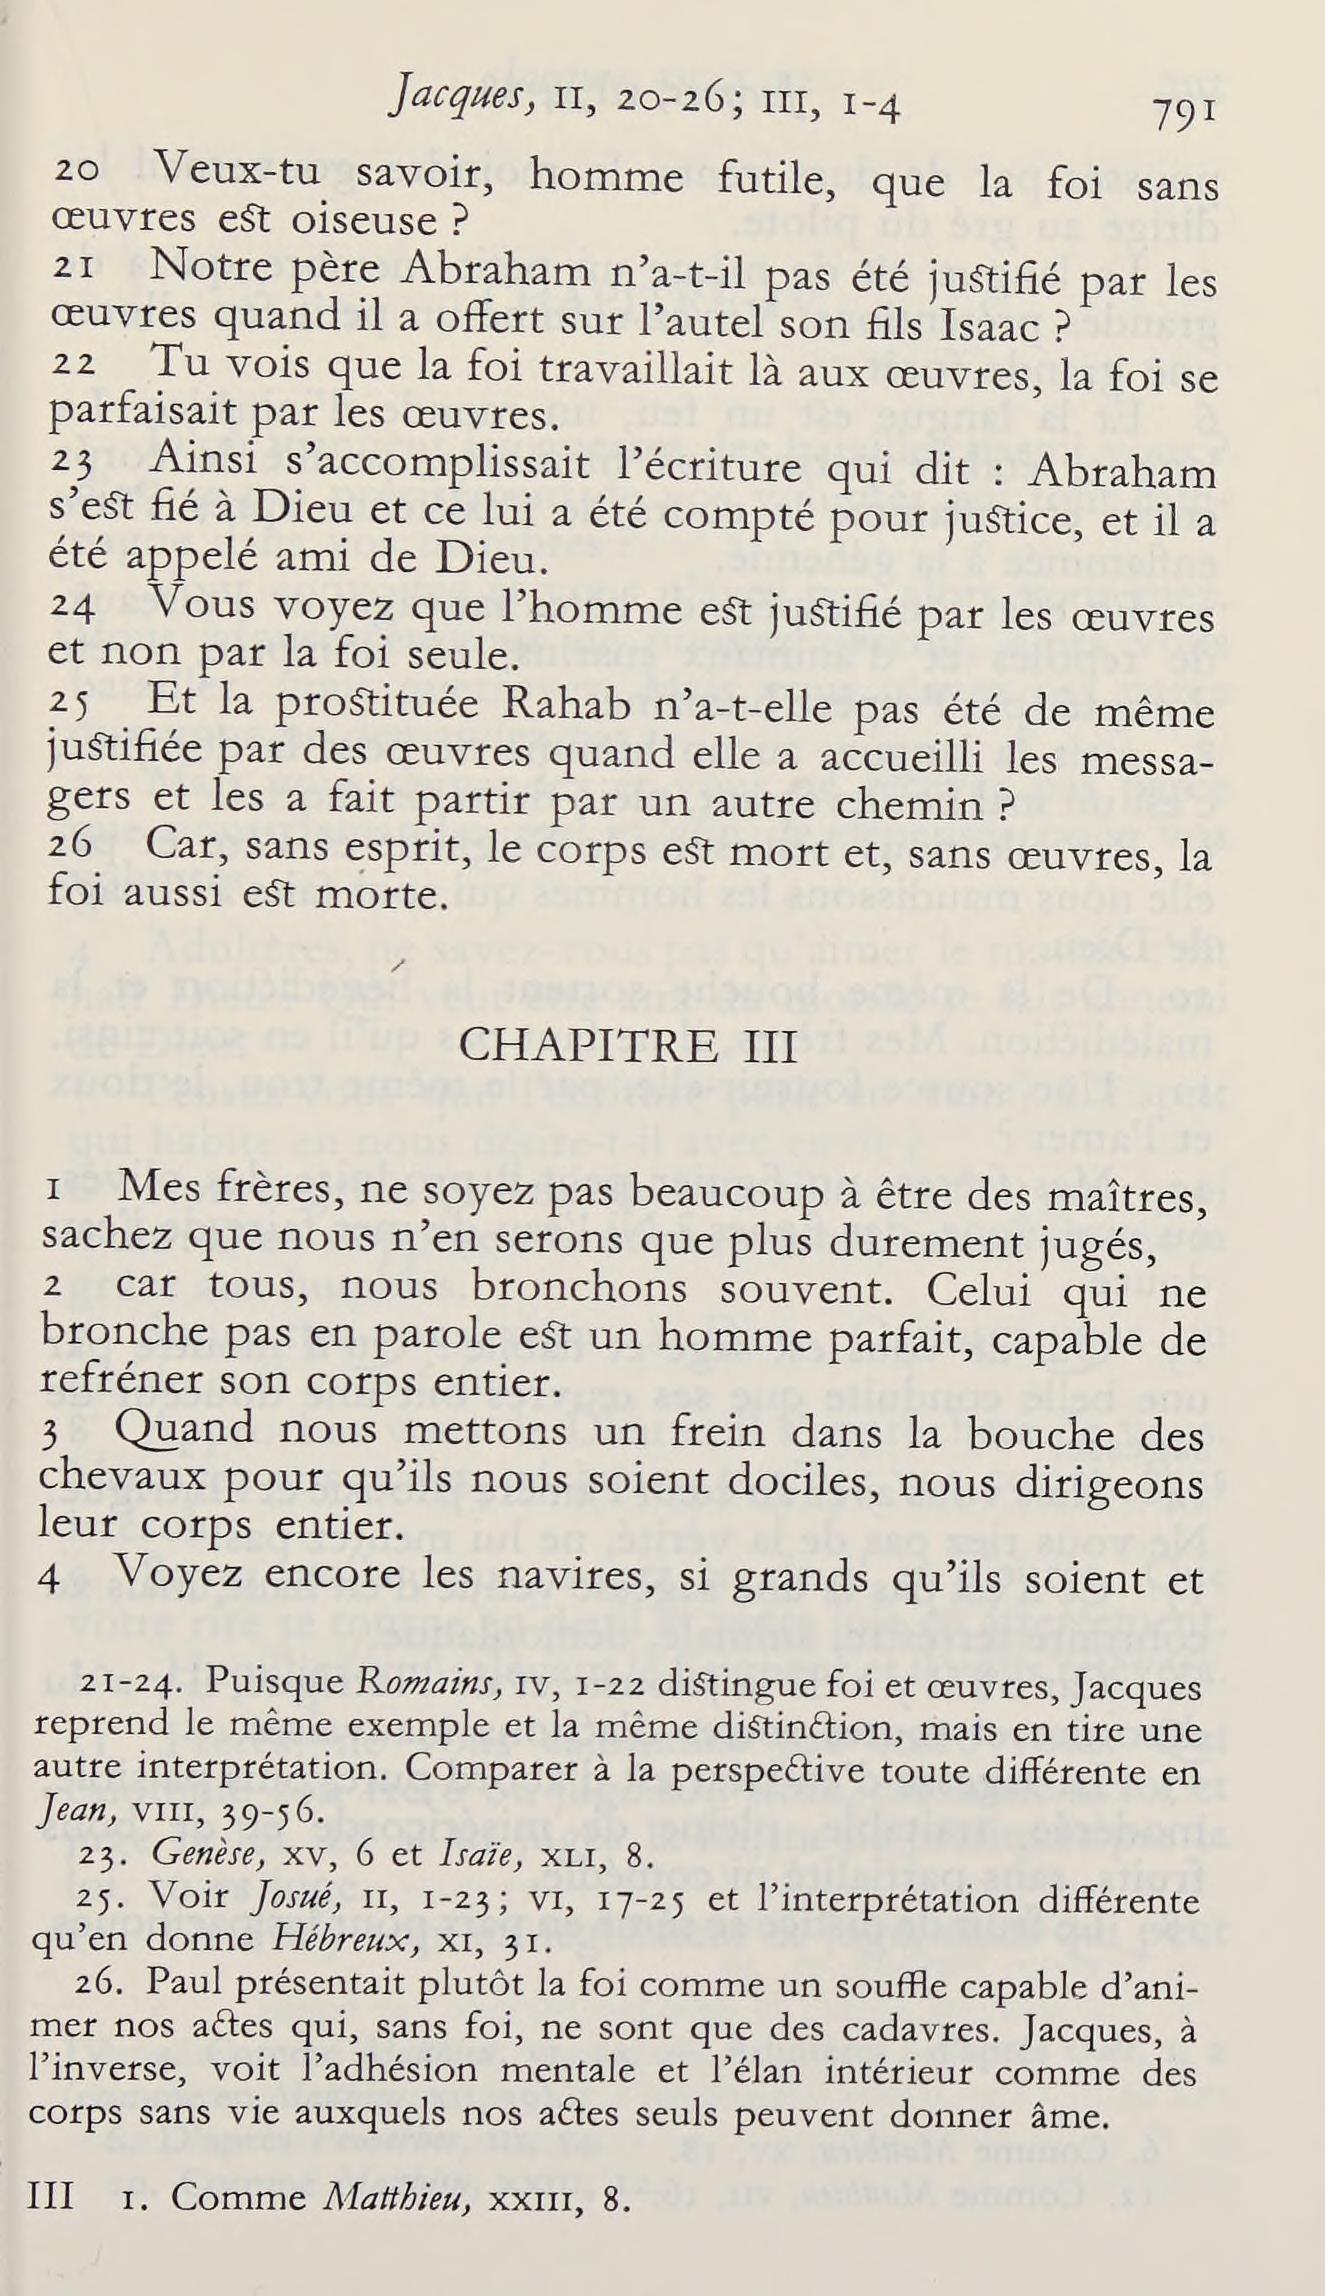 Jacques, II, 20-26; III, 1-4
791
20 Veux-tu savoir, homme futile, que la foi sans
œuvres est oiseuse ?
21 Notre père Abraham n’a-t-il pas été justifié par les
œuvres quand il a offert sur l’autel son fils Isaac ?
22 Tu vois que la foi travaillait là aux œuvres, la foi se
parfaisait par les œuvres.
23 Ainsi s’accomplissait l’écriture qui dit : Abraham
s’est fié à Dieu et ce lui a été compté pour justice, et il a
été appelé ami de Dieu.
24 Vous voyez que l’homme est justifié par les œuvres
et non par la foi seule.
25 Et la prostituée Rahab n’a-t-elle pas été de même
justifiée par des œuvres quand elle a accueilli les messa-
gers et les a fait partir par un autre chemin ?
26 Car, sans esprit, le corps est mort et, sans œuvres, la
foi aussi est morte.
CHAPITRE III
1 Mes frères, ne soyez pas beaucoup à être des maîtres,
sachez que nous n’en serons que plus durement jugés,
2 car tous, nous bronchons souvent. Celui qui ne
bronche pas en parole est un homme parfait, capable de
refréner son corps entier.
3 Quand nous mettons un frein dans la bouche des
chevaux pour qu’ils nous soient dociles, nous dirigeons
leur corps entier.
4 Voyez encore les navires, si grands qu’ils soient et
21-24. Puisque Romains, IV, 1-22 distingue foi et œuvres, Jacques
reprend le même exemple et la même distinction, mais en tire une
autre interprétation. Comparer à la perspective toute différente en
Jean, VIII, 39-56.
23. Genèse, XV, 6 et Isaïe, XLI, 8.
25. Voir Josué, II, 1-23; VI, 17-25 et l’interprétation différente
qu’en donne Hébreux, XI, 31.
26. Paul présentait plutôt la foi comme un souffle capable d’ani-
mer nos actes qui, sans foi, ne sont que des cadavres. Jacques, à
l’inverse, voit l’adhésion mentale et l’élan intérieur comme des
corps sans vie auxquels nos actes seuls peuvent donner âme.
III 1. Comme Matthieu, XXIII, 8.